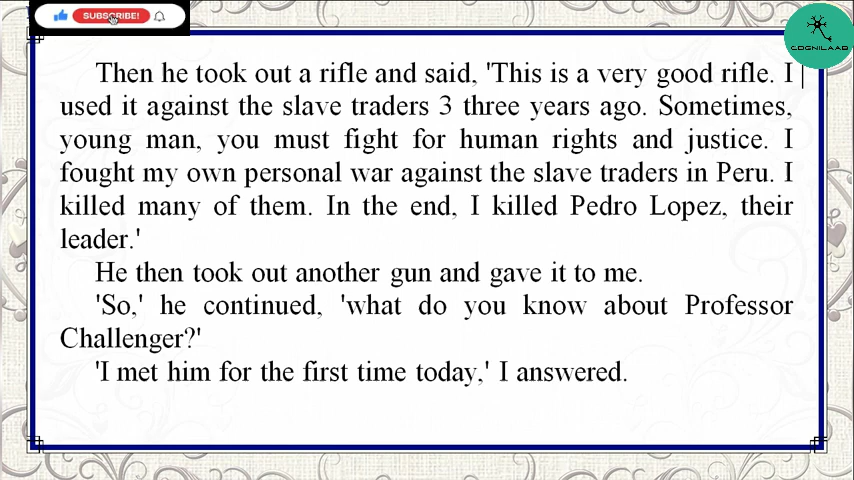 SUBSCRIBE!
COGNILAAB
Then he took out a rifle and said, 'This is a very good rifle. I
used it against the slave traders 3 three years ago. Sometimes,
young man, you must fight for human rights and justice. I
fought my own personal war against the slave traders in Peru. I
killed many of them. In the end, I killed Pedro Lopez, their
leader.'
He then took out another gun and gave it to me.
'So,' he continued, 'what do you know about Professor
Challenger?'
'I met him for the first time today,' I answered.